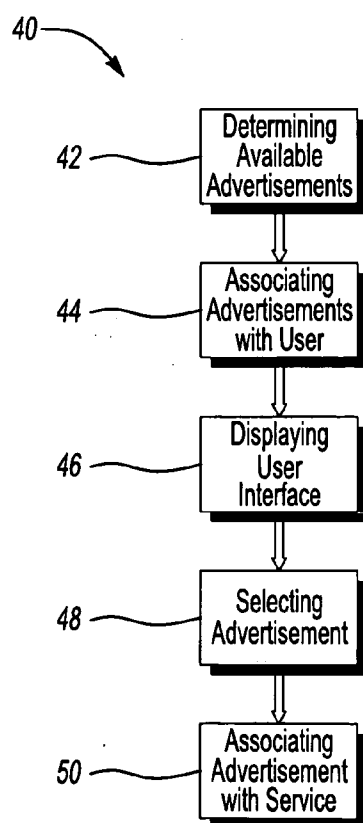 40
42
Determining
Available
Advertisements
44
Associating
Advertisements
with User
46
Displaying
User
Interface
48
Selecting
Advertisement
50
Associating
Advertisement
with Service